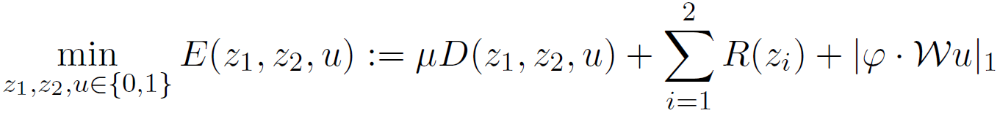 \min_{z_1,z_2,u\in\{0,1\}} E(z_1, z_2, u) := \mu D(z_1, z_2, u) + \sum_{i=1}^{2} R(z_i) + |\varphi \cdot \mathcal{W}u|_1